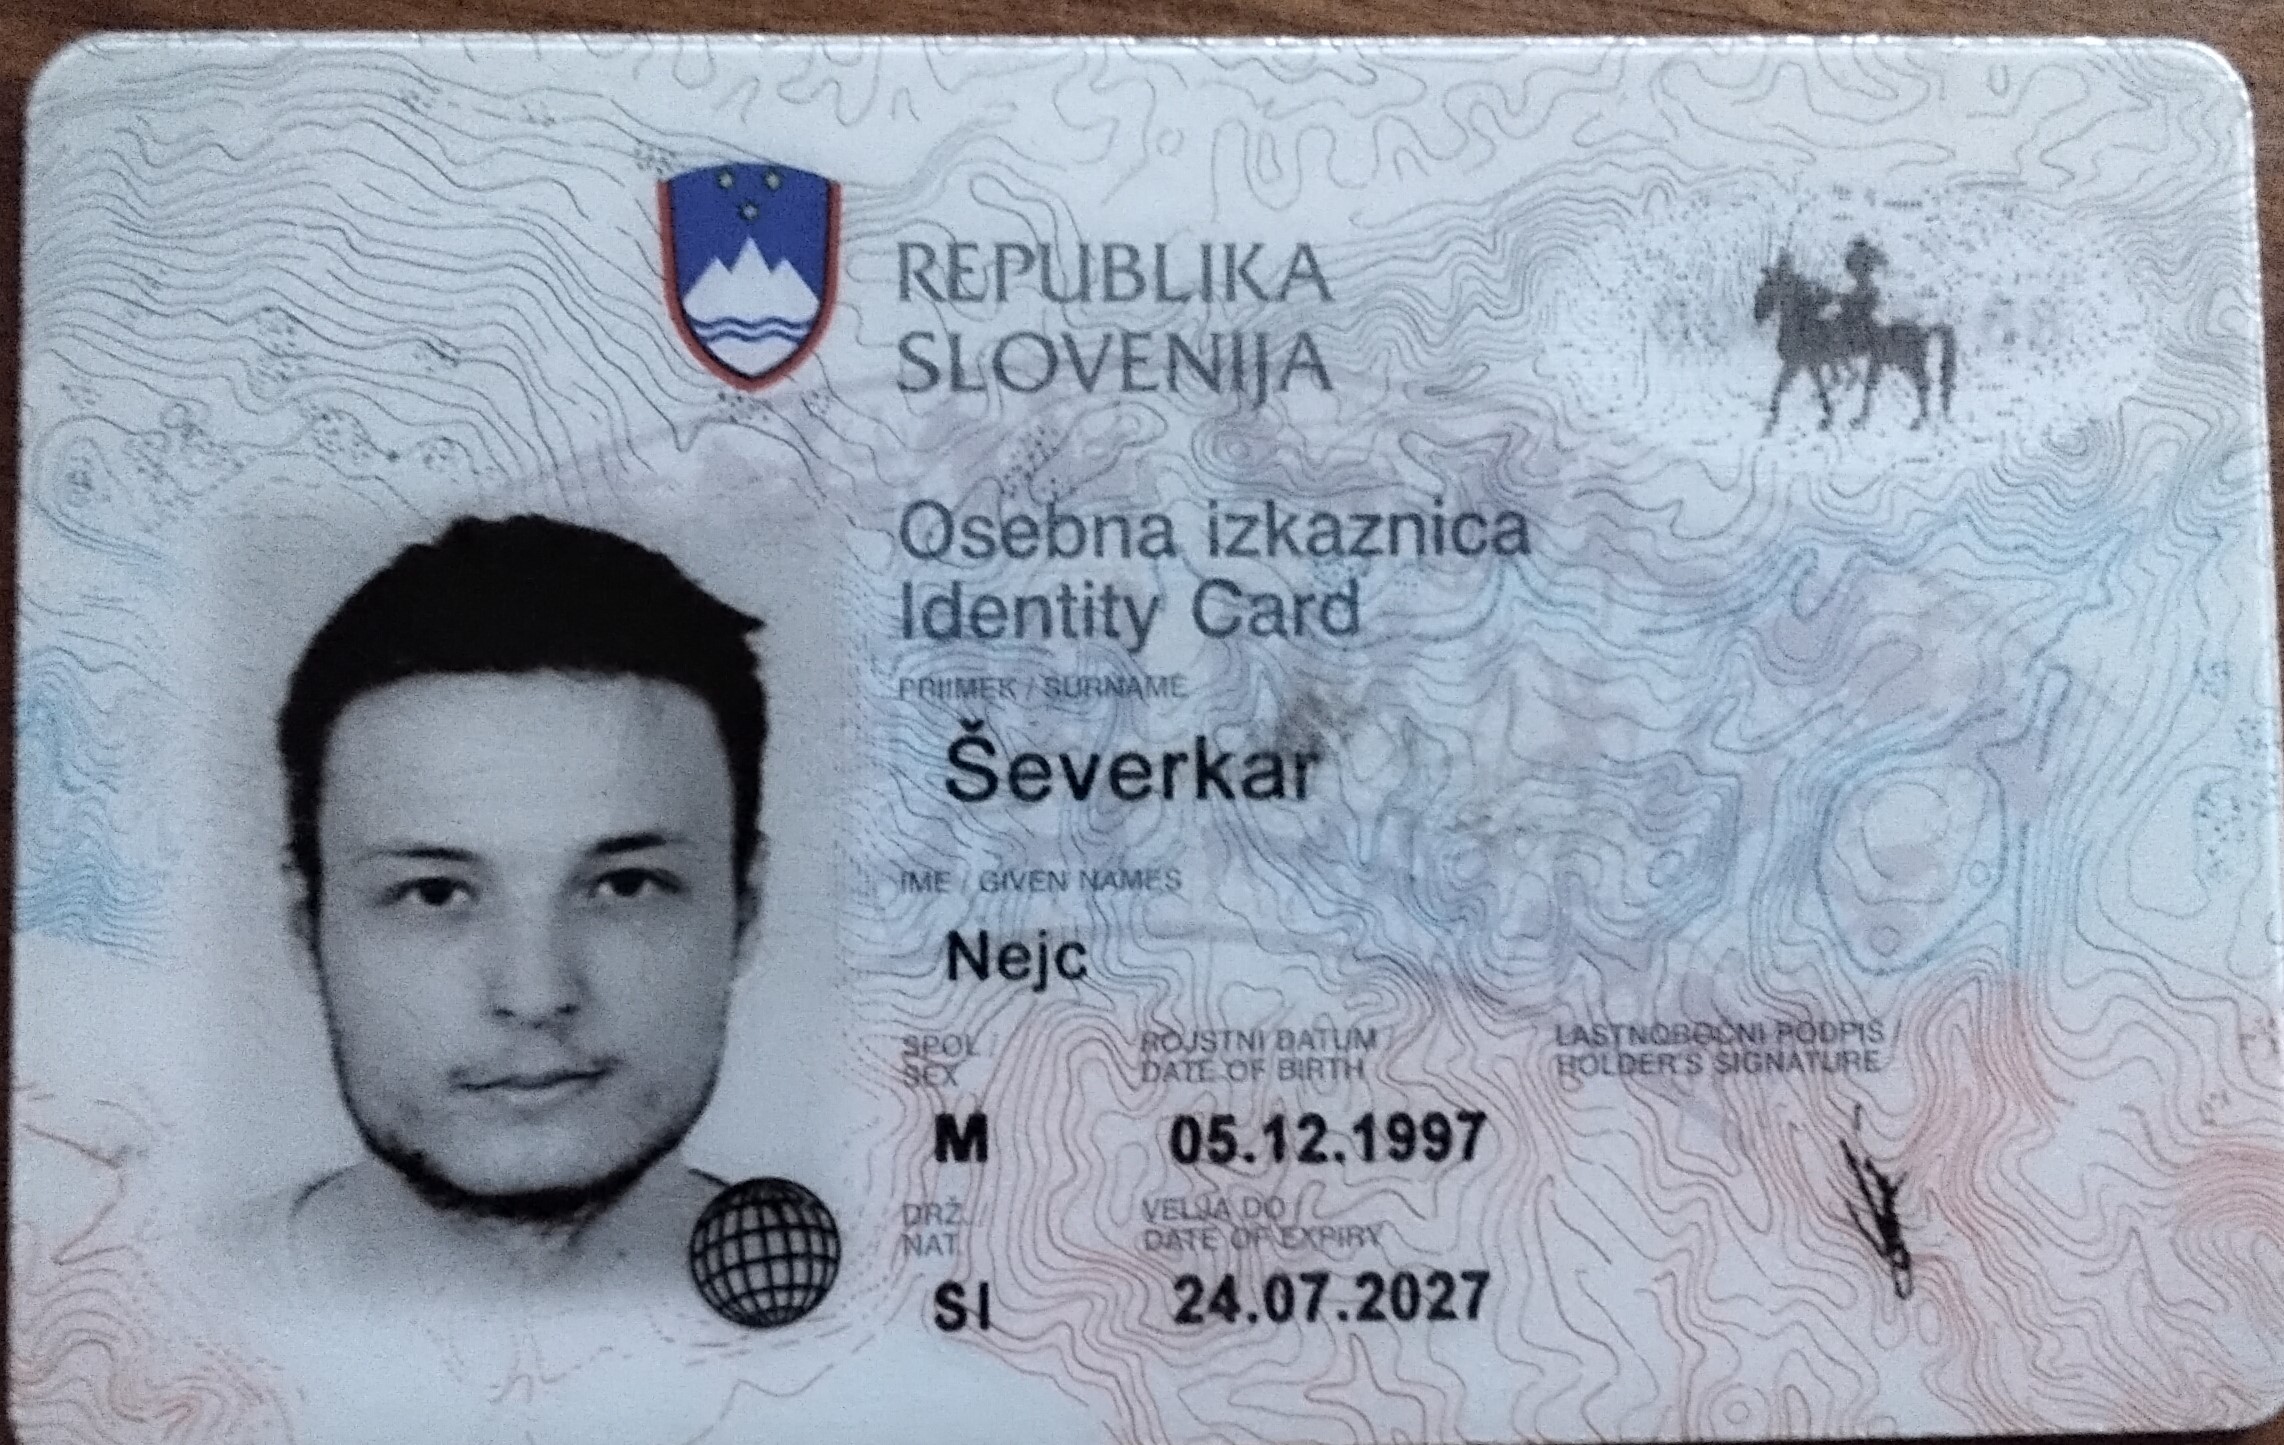 REPUBLIKA
SLOVENIJA
Osebna izkaznica
Identity Card
PRIIMEK / SURNAME
Ševerkar
IME / GIVEN NAMES
Nejc
SPOL / ROJSTNI DATUM / LASTNOROČNI PODPIS /
SEX DATE OF BIRTH HOLDER'S SIGNATURE
M 05.12.1997
DRŽ. / VELJA DO /
NAT. DATE OF EXPIRY
SI 24.07.2027